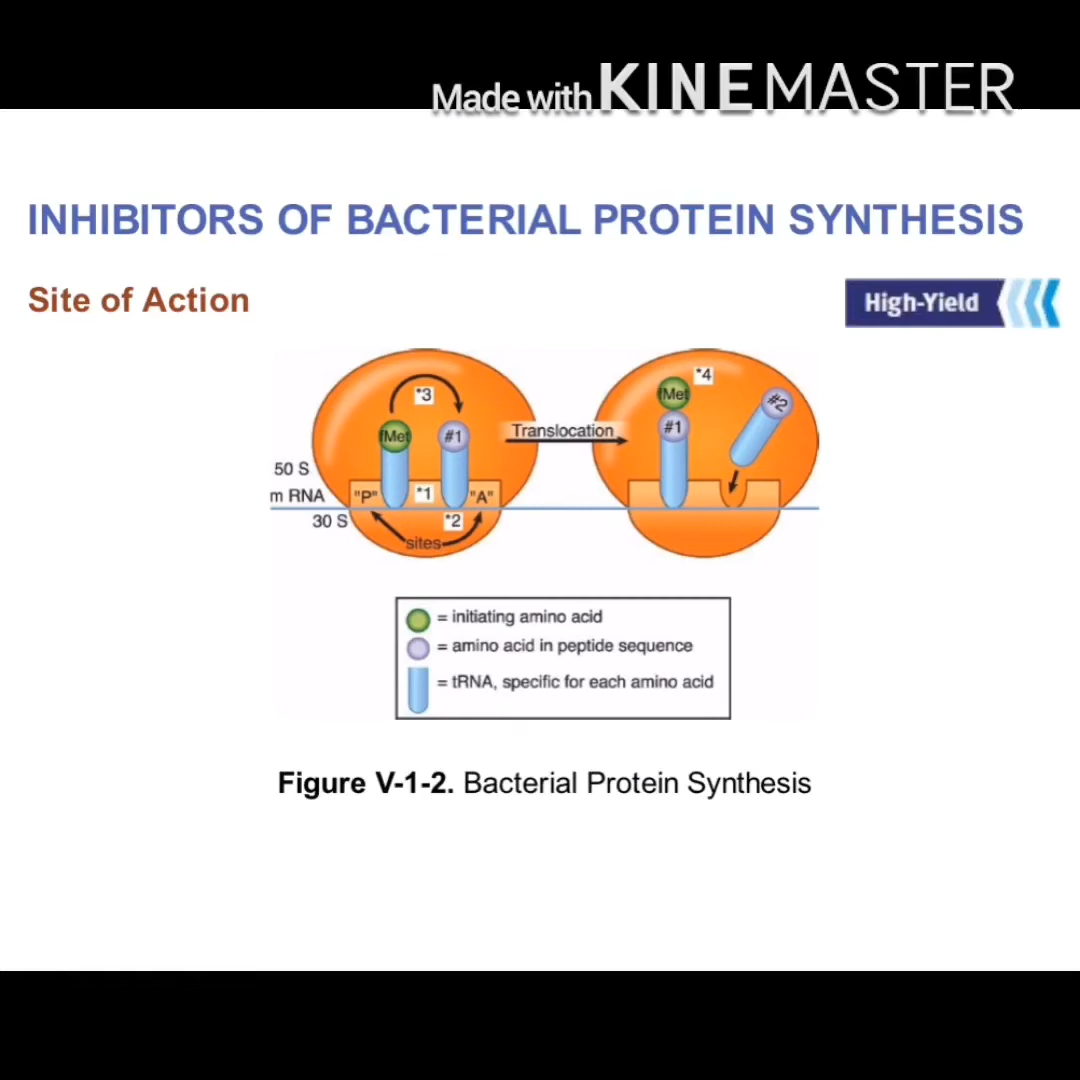 Made with KINEMASTER
INHIBITORS OF BACTERIAL PROTEIN SYNTHESIS
Site of Action
High-Yield
*3
*4
fMet
#1
Translocation
fMet
#1
#2
50 S
m RNA
"P"
*1
"A"
30 S
*2
sites
= initiating amino acid
= amino acid in peptide sequence
= tRNA, specific for each amino acid
Figure V-1-2. Bacterial Protein Synthesis